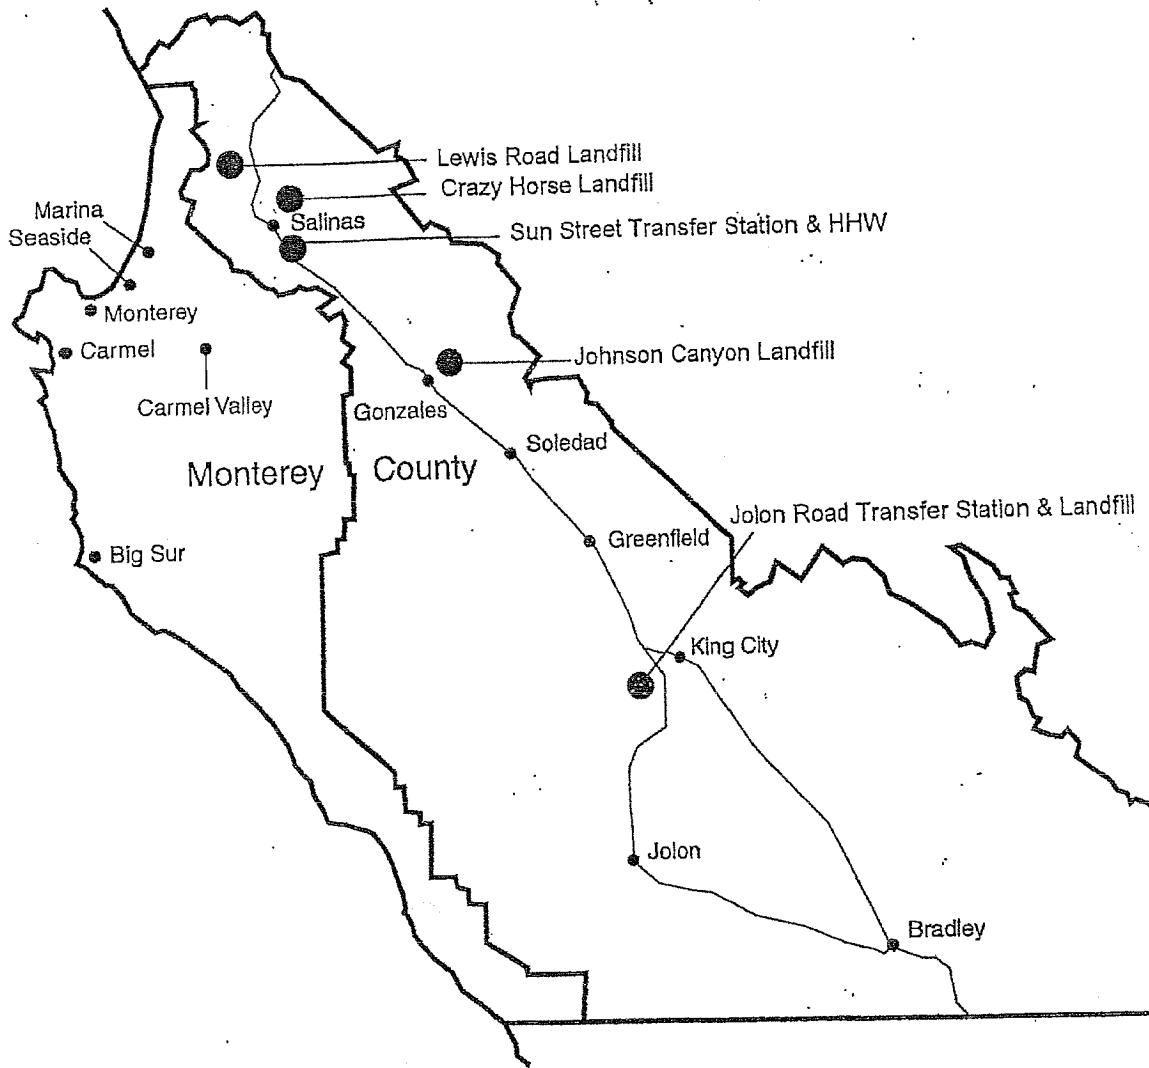 Lewis Road Landfill
Crazy Horse Landfill
Marina
Salinas
Sun Street Transfer Station & HHW
Seaside
Monterey
Carmel
Johnson Canyon Landfill
Carmel Valley
Gonzales
Soledad
Monterey County
Jolon Road Transfer Station & Landfill
Greenfield
Big Sur
King City
Jolon
Bradley